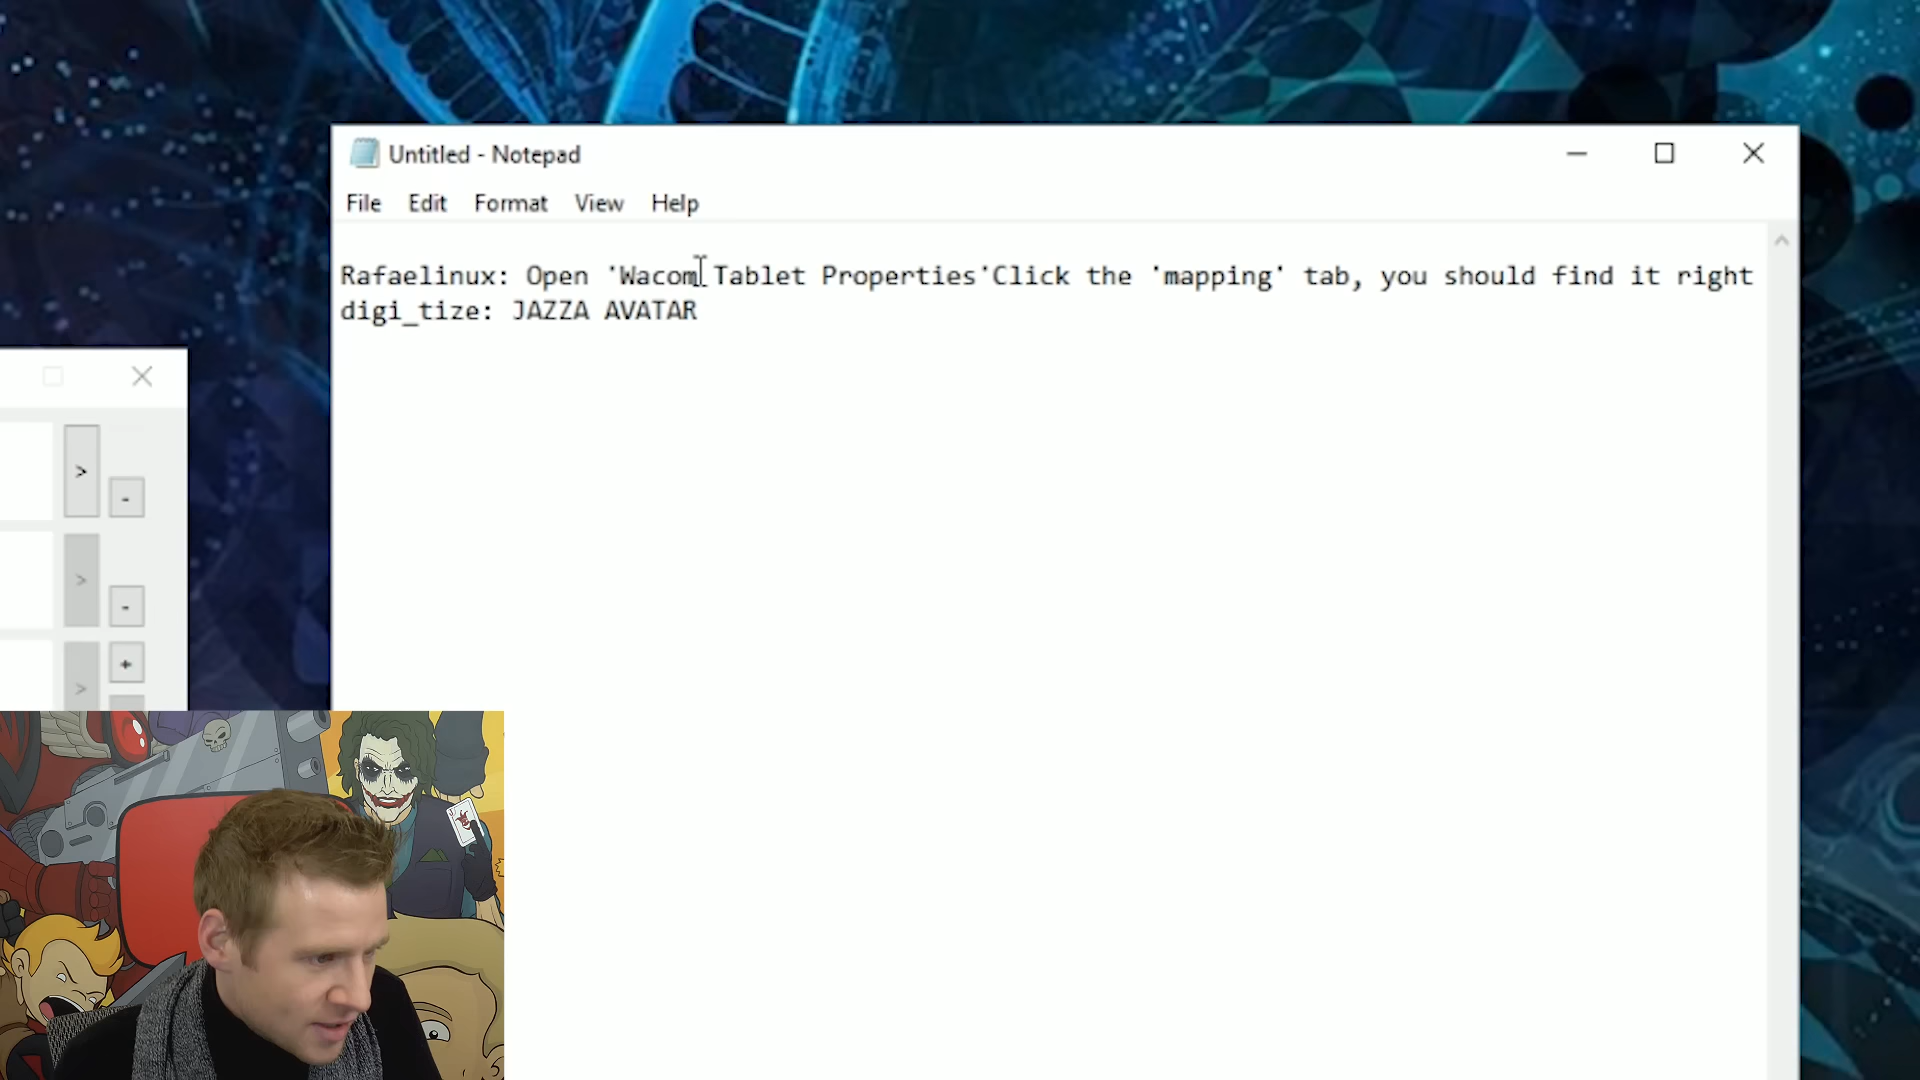 Untitled - Notepad
File Edit Format View Help
Rafaelinux: Open 'Wacom Tablet Properties'Click the 'mapping' tab, you should find it right
digi_tize: JAZZA AVATAR
>
-
>
-
+
>